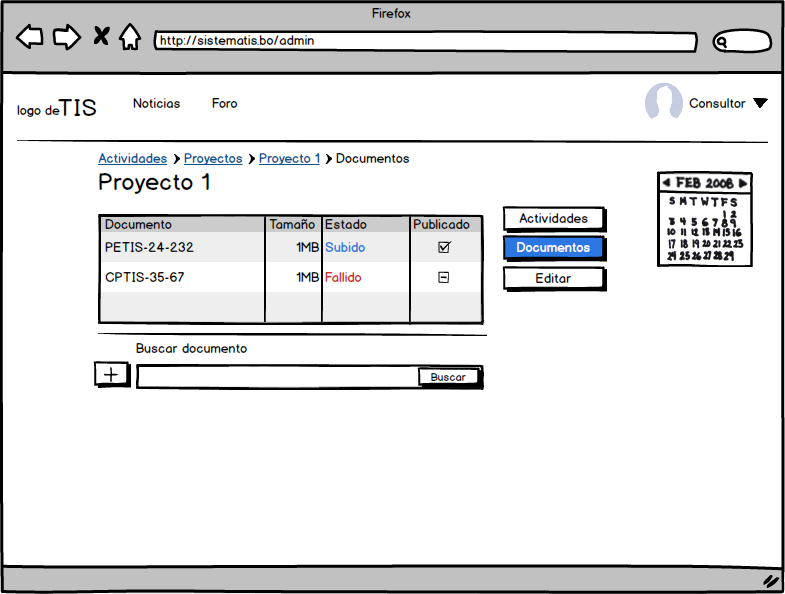 Firefox
http://sistematis.bo/admin
logo de TIS Noticias Foro Consultor
Actividades Proyectos Proyecto 1 Documentos
Proyecto 1
FEB 2008
S M T W T F S
1 2
3 4 5 6 7 8 9
10 11 12 13 14 15 16
17 18 19 20 21 22 23
24 25 26 27 28 29
Documento Tamaño Estado Publicado
PETIS-24-232 1MB Subido
CPTIS-35-67 1MB Fallido
Actividades
Documentos
Editar
Buscar documento
+ Buscar